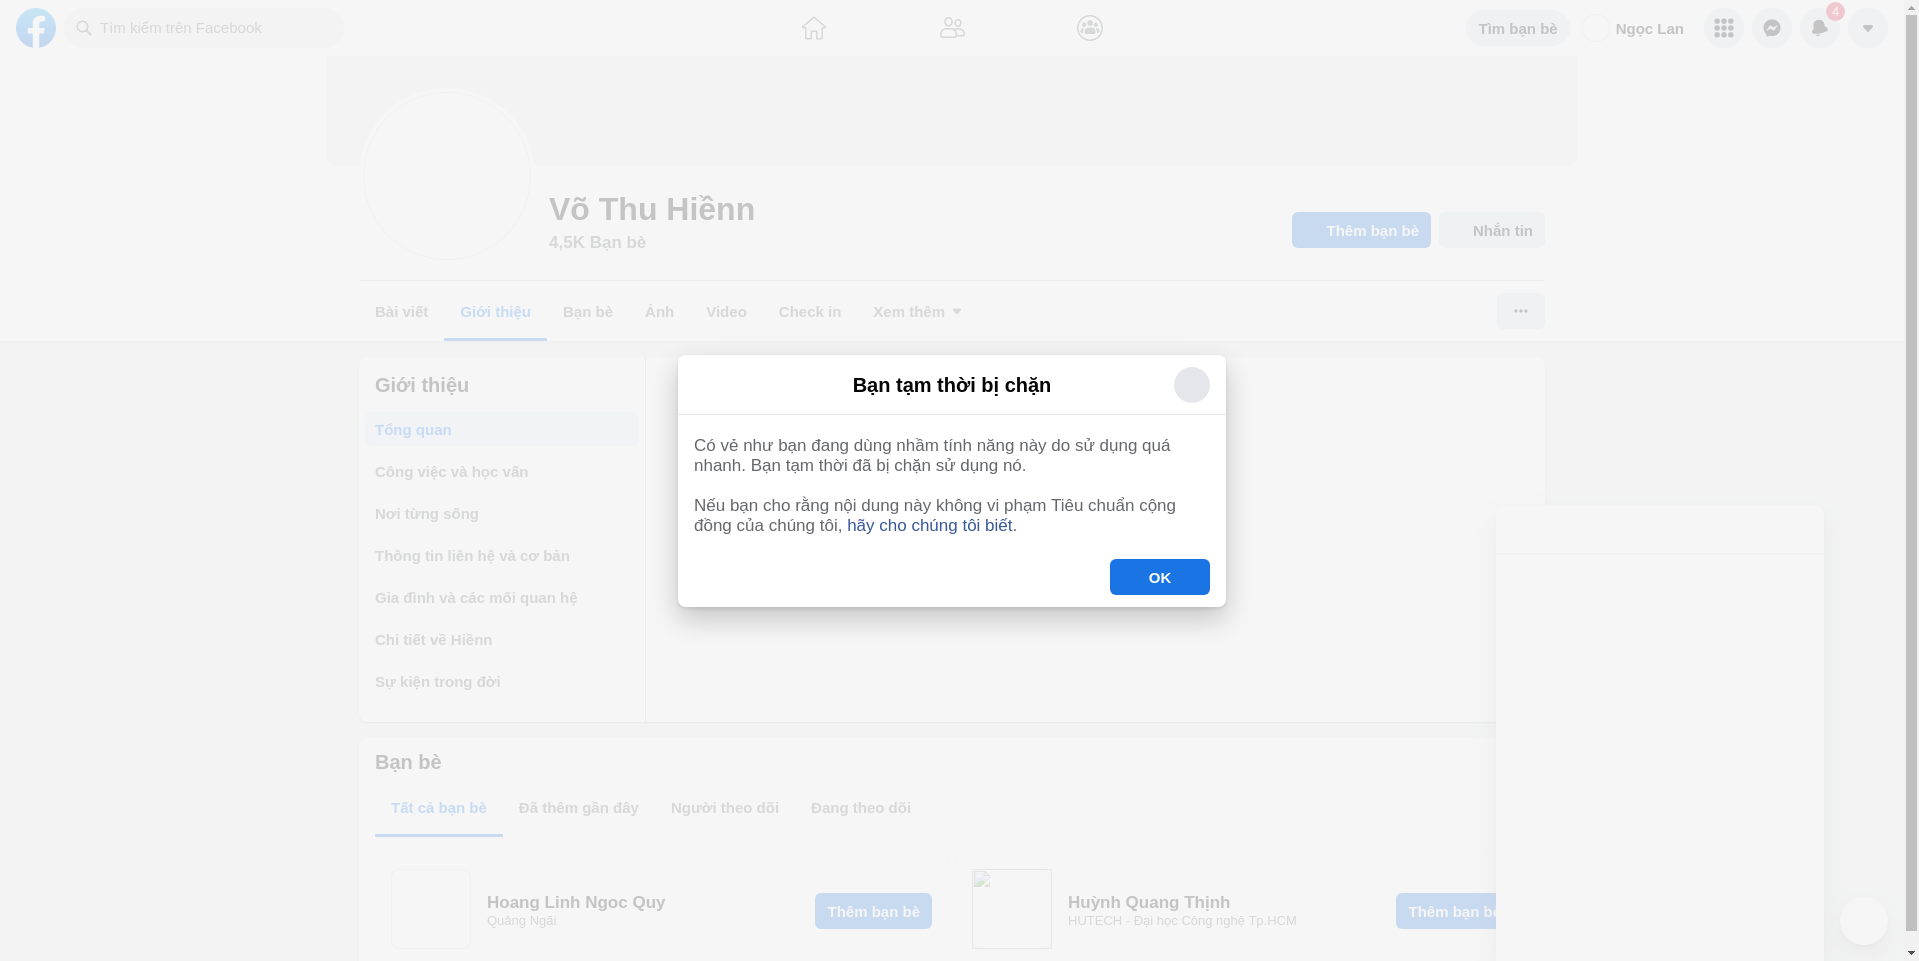 Tìm kiếm trên Facebook
Tìm bạn bè
Ngọc Lan
4
Võ Thu Hiềnn
4,5K Bạn bè
Thêm bạn bè
Nhắn tin
Bài viết
Giới thiệu
Bạn bè
Ảnh
Video
Check in
Xem thêm
Giới thiệu
Tổng quan
Công việc và học vấn
Nơi từng sống
Thông tin liên hệ và cơ bản
Gia đình và các mối quan hệ
Chi tiết về Hiềnn
Sự kiện trong đời
Bạn tạm thời bị chặn
Có vẻ như bạn đang dùng nhầm tính năng này do sử dụng quá
nhanh. Bạn tạm thời đã bị chặn sử dụng nó.
Nếu bạn cho rằng nội dung này không vi phạm Tiêu chuẩn cộng
đồng của chúng tôi, hãy cho chúng tôi biết.
OK
Bạn bè
Tất cả bạn bè
Đã thêm gần đây
Người theo dõi
Đang theo dõi
Hoang Linh Ngoc Quy
Quảng Ngãi
Thêm bạn bè
Huỳnh Quang Thịnh
HUTECH - Đại học Công nghệ Tp.HCM
Thêm bạn bè